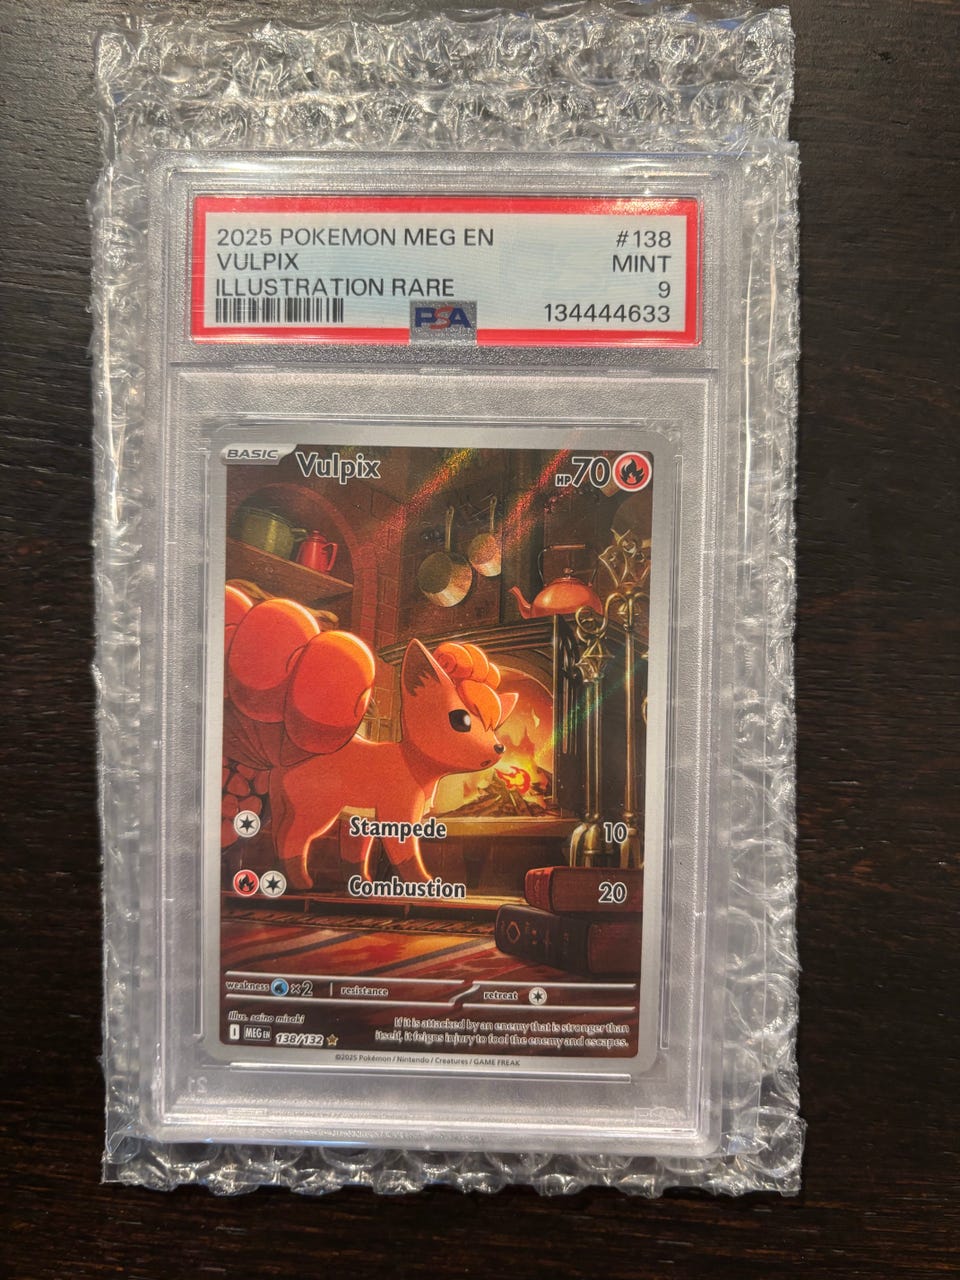 2025 POKEMON MEG EN #138
VULPIX MINT
ILLUSTRATION RARE 9
PSA 134444633
BASIC Vulpix HP70
Stampede 10
Combustion 20
weakness ×2 resistance retreat
Illus. saino misaki
If it is attacked by an enemy that is stronger than
itself, it feigns injury to fool the enemy and escapes.
I MEG EN 138/132
©2025 Pokémon / Nintendo / Creatures / GAME FREAK